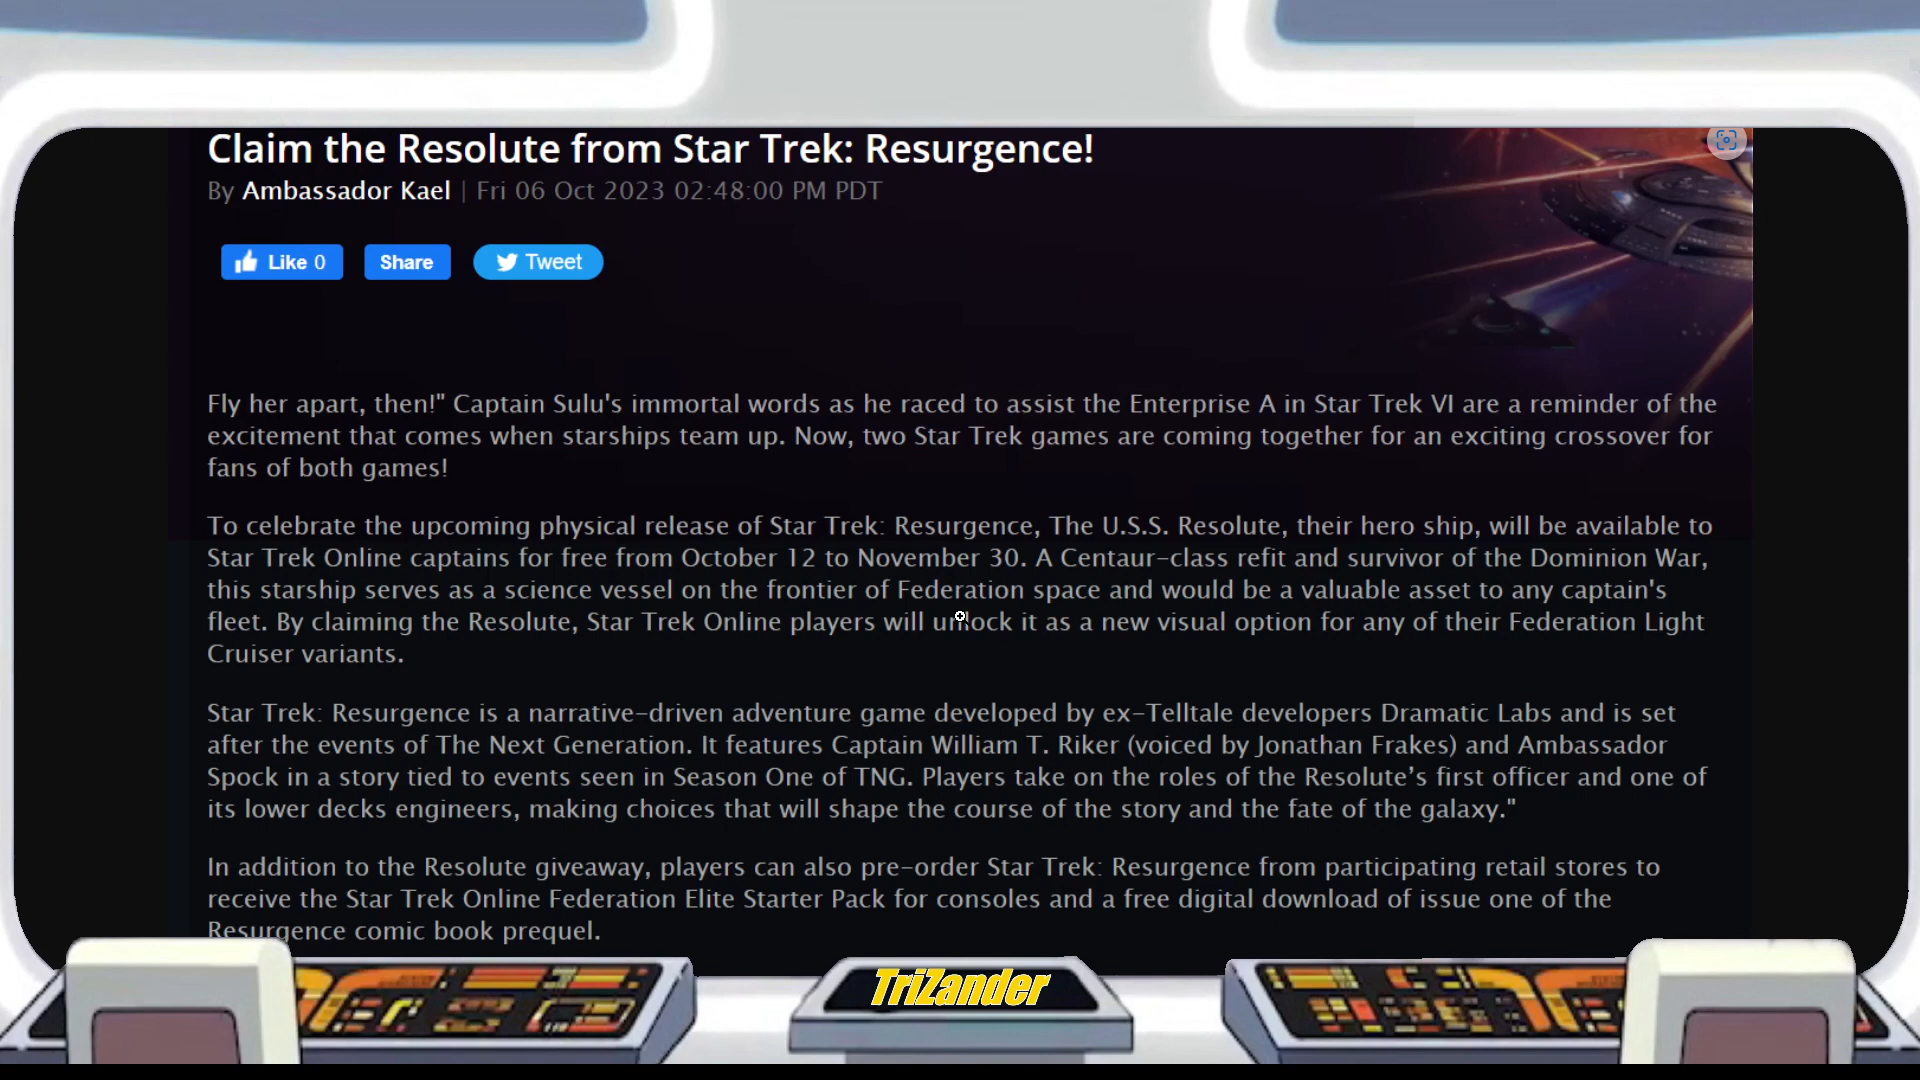 Claim the Resolute from Star Trek: Resurgence!
By Ambassador Kael | Fri 06 Oct 2023 02:48:00 PM PDT
Like 0 Share Tweet
Fly her apart, then!" Captain Sulu's immortal words as he raced to assist the Enterprise A in Star Trek VI are a reminder of the
excitement that comes when starships team up. Now, two Star Trek games are coming together for an exciting crossover for
fans of both games!
To celebrate the upcoming physical release of Star Trek: Resurgence, The U.S.S. Resolute, their hero ship, will be available to
Star Trek Online captains for free from October 12 to November 30. A Centaur-class refit and survivor of the Dominion War,
this starship serves as a science vessel on the frontier of Federation space and would be a valuable asset to any captain's
fleet. By claiming the Resolute, Star Trek Online players will unlock it as a new visual option for any of their Federation Light
Cruiser variants.
Star Trek: Resurgence is a narrative-driven adventure game developed by ex-Telltale developers Dramatic Labs and is set
after the events of The Next Generation. It features Captain William T. Riker (voiced by Jonathan Frakes) and Ambassador
Spock in a story tied to events seen in Season One of TNG. Players take on the roles of the Resolute’s first officer and one of
its lower decks engineers, making choices that will shape the course of the story and the fate of the galaxy."
In addition to the Resolute giveaway, players can also pre-order Star Trek: Resurgence from participating retail stores to
receive the Star Trek Online Federation Elite Starter Pack for consoles and a free digital download of issue one of the
Resurgence comic book prequel.
TriZander